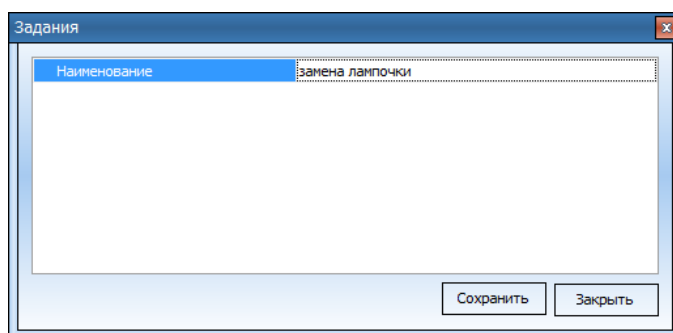 Задания
x
Наименование замена лампочки
Сохранить Закрыть